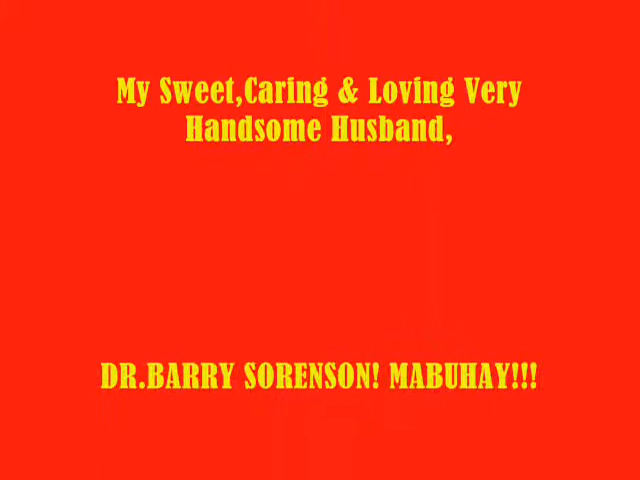 My Sweet,Caring & Loving Very
Handsome Husband,
DR.BARRY SORENSON! MABUHAY!!!